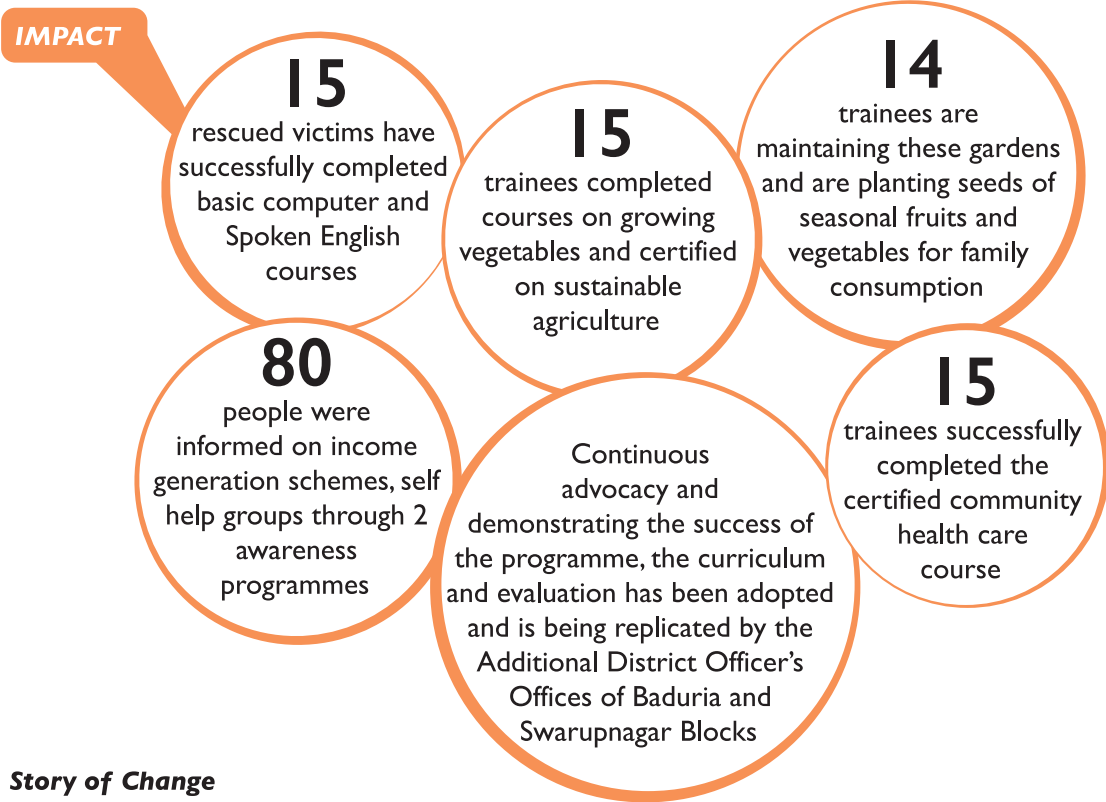 IMPACT
15
rescued victims have
successfully completed
basic computer and
Spoken English
courses
15
trainees completed
courses on growing
vegetables and certified
on sustainable
agriculture
14
trainees are
maintaining these gardens
and are planting seeds of
seasonal fruits and
vegetables for family
consumption
80
people were
informed on income
generation schemes, self
help groups through 2
awareness
programmes
Continuous
advocacy and
demonstrating the success of
the programme, the curriculum
and evaluation has been adopted
and is being replicated by the
Additional District Officer’s
Offices of Baduria and
Swarupnagar Blocks
15
trainees successfully
completed the
certified community
health care
course
Story of Change